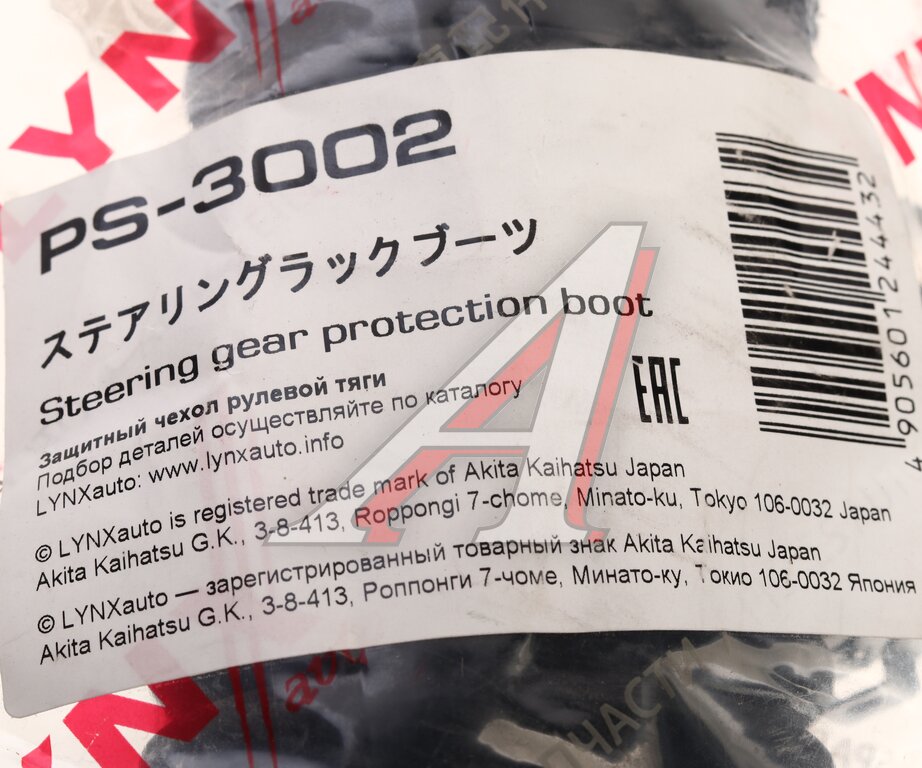 LYNX
PS-3002
ステアリングラックブーツ
Steering gear protection boot
Защитный чехол рулевой тяги
Подбор деталей осуществляйте по каталогу
LYNXauto: www.lynxauto.info
EAC
4905601244432
© LYNXauto is registered trade mark of Akita Kaihatsu Japan
Akita Kaihatsu G.K., 3-8-413, Roppongi 7-chome, Minato-ku, Tokyo 106-0032 Japan
© LYNXauto — зарегистрированный товарный знак Akita Kaihatsu Japan
Akita Kaihatsu G.K., 3-8-413, Роппонги 7-чоме, Минато-ку, Токио 106-0032 Япония